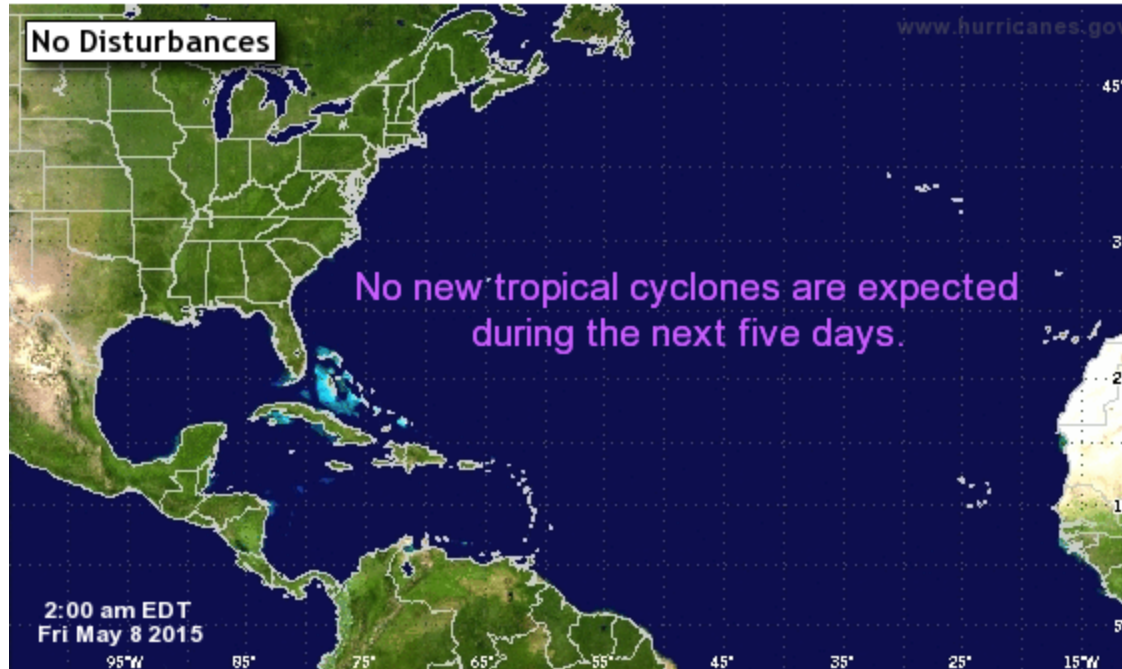 No Disturbances
www.hurricanes.gov
45°
No new tropical cyclones are expected
during the next five days.
2:00 am EDT
Fri May 8 2015
95°W
85°
75°
65°
55°
45°
35°
25°
15°W
5°